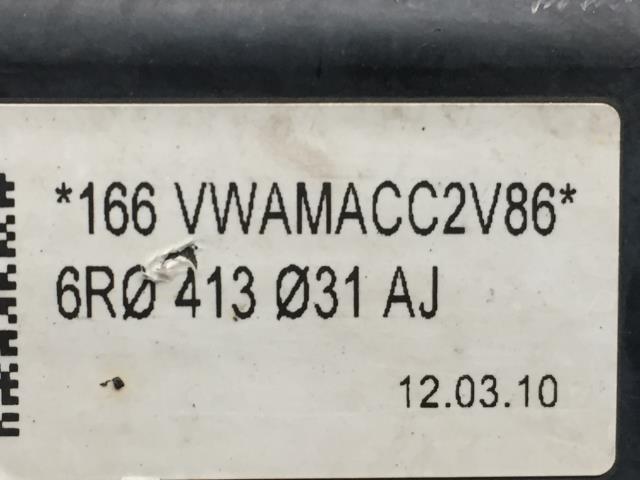 *166 VWAMACC2V86*
6RØ 413 Ø31 AJ
12.03.10